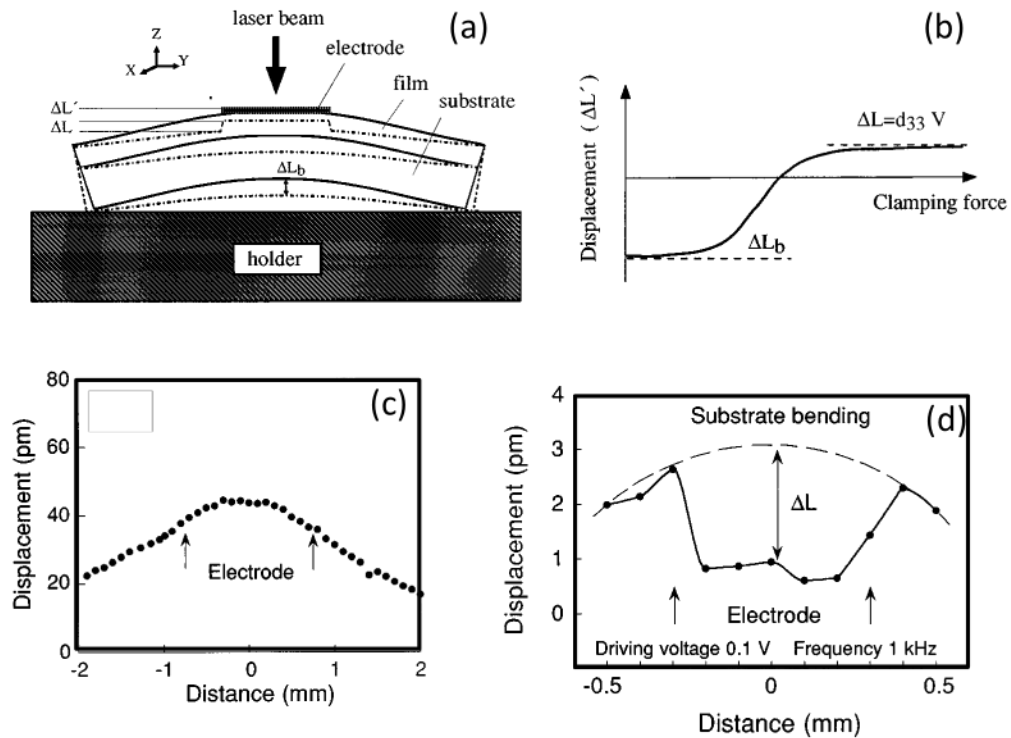 (a)
laser beam
Z
X Y
electrode
film
substrate
ΔL´
ΔL
ΔLb
holder
(b)
Displacement ( ΔL´ )
ΔL=d33 V
Clamping force
ΔLb
(c)
Displacement (pm)
80
60
40
20
0
Electrode
-2 -1 0 1 2
Distance (mm)
(d)
Displacement (pm)
4
3
2
1
0
Substrate bending
ΔL
Electrode
Driving voltage 0.1 V Frequency 1 kHz
-0.5 0 0.5
Distance (mm)